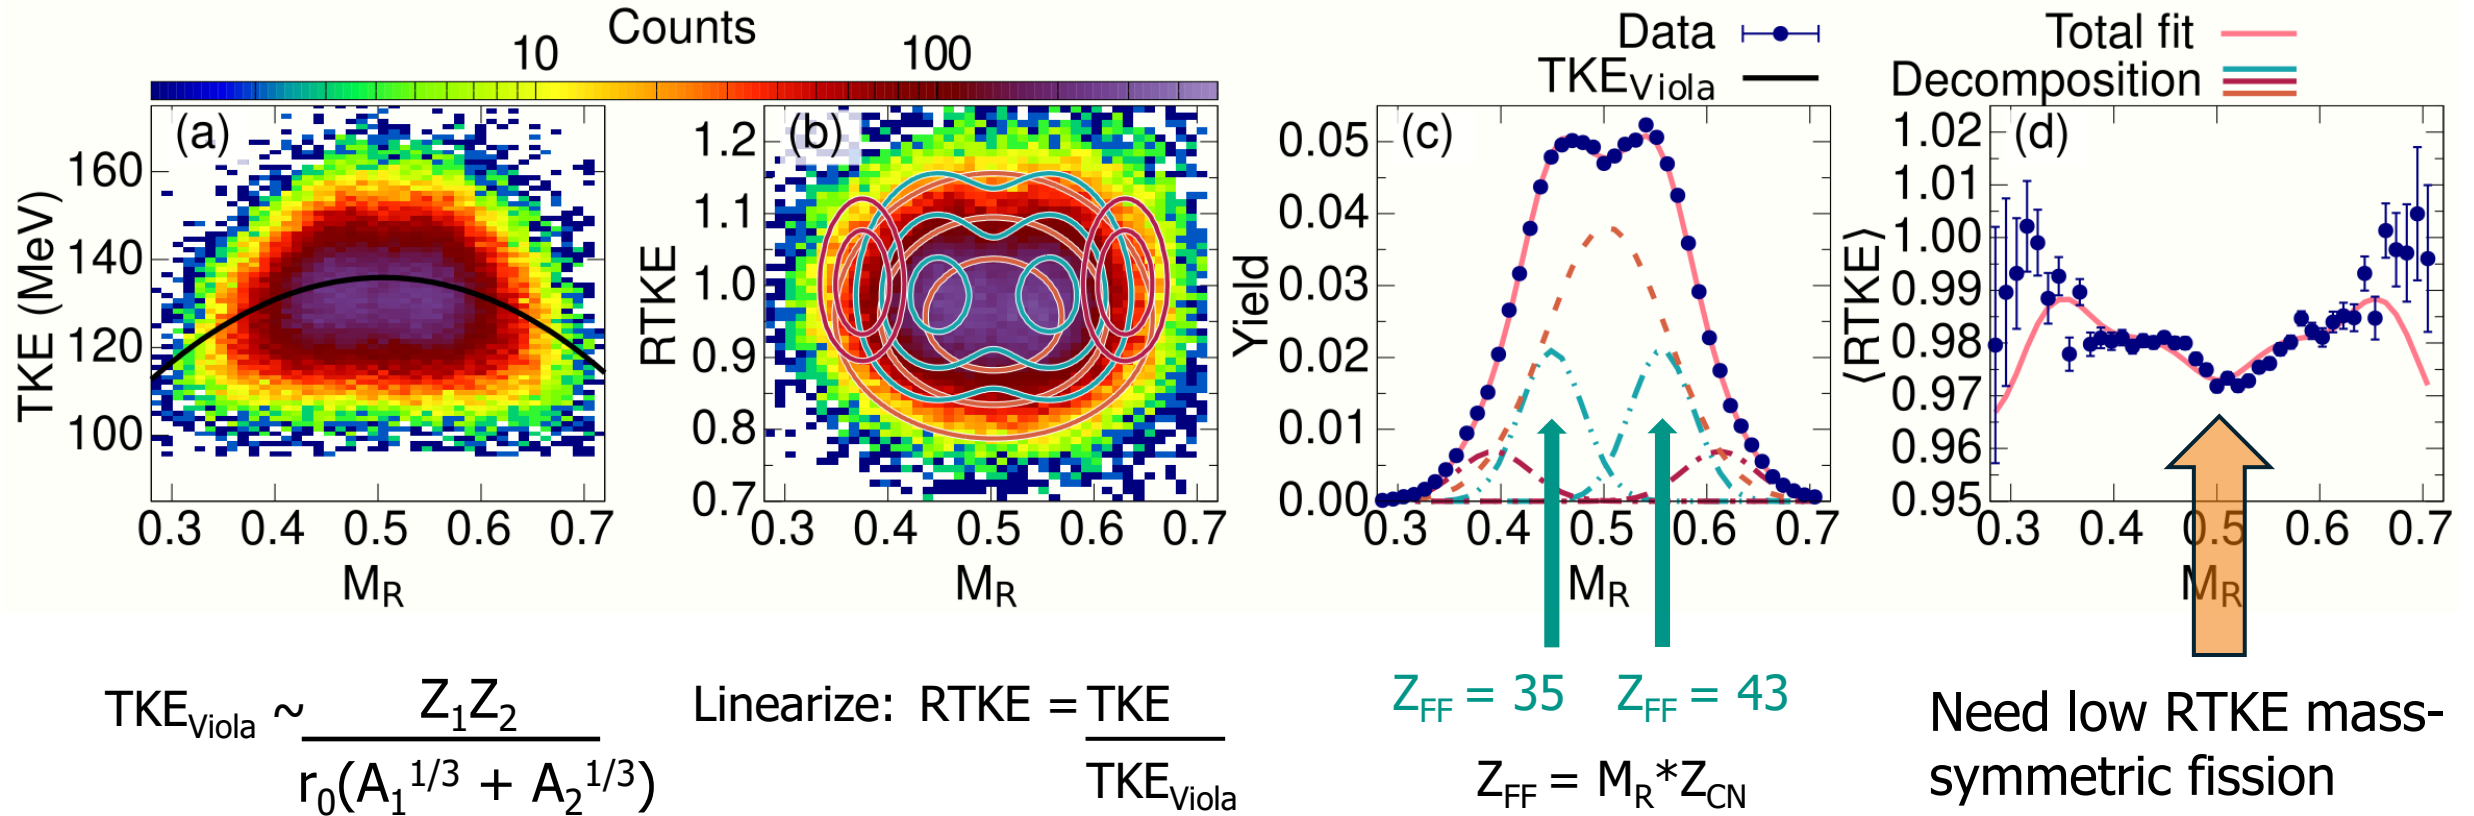 Counts
10 100
Data
TKEViola
Total fit
Decomposition
(a)
TKE (MeV)
160
140
120
100
0.3 0.4 0.5 0.6 0.7
MR
(b)
RTKE
1.2
1.1
1.0
0.9
0.8
0.7
0.3 0.4 0.5 0.6 0.7
MR
(c)
Yield
0.05
0.04
0.03
0.02
0.01
0.00
0.3 0.4 0.5 0.6 0.7
MR
(d)
⟨RTKE⟩
1.02
1.01
1.00
0.99
0.98
0.97
0.96
0.95
0.3 0.4 0.5 0.6 0.7
MR
TKEViola ~ Z1Z2
r0(A1^1/3 + A2^1/3)
Linearize: RTKE = TKE
TKEViola
ZFF = 35 ZFF = 43
ZFF = MR*ZCN
Need low RTKE mass-
symmetric fission